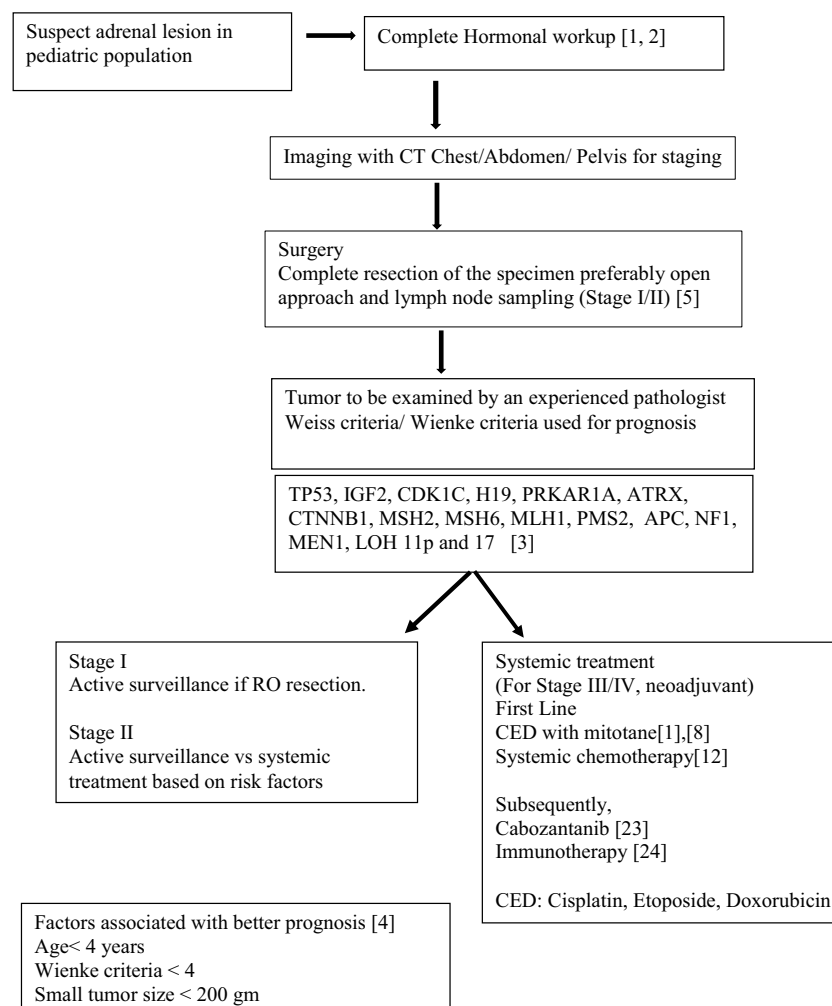 Suspect adrenal lesion in
pediatric population
Complete Hormonal workup [1, 2]
Imaging with CT Chest/Abdomen/ Pelvis for staging
Surgery
Complete resection of the specimen preferably open
approach and lymph node sampling (Stage I/II) [5]
Tumor to be examined by an experienced pathologist
Weiss criteria/ Wienke criteria used for prognosis
TP53, IGF2, CDK1C, H19, PRKAR1A, ATRX,
CTNNB1, MSH2, MSH6, MLH1, PMS2, APC, NF1,
MEN1, LOH 11p and 17 [3]
Stage I
Active surveillance if RO resection.
Stage II
Active surveillance vs systemic
treatment based on risk factors
Systemic treatment
(For Stage III/IV, neoadjuvant)
First Line
CED with mitotane[1],[8]
Systemic chemotherapy[12]
Subsequently,
Cabozantanib [23]
Immunotherapy [24]
CED: Cisplatin, Etoposide, Doxorubicin
Factors associated with better prognosis [4]
Age< 4 years
Wienke criteria < 4
Small tumor size < 200 gm